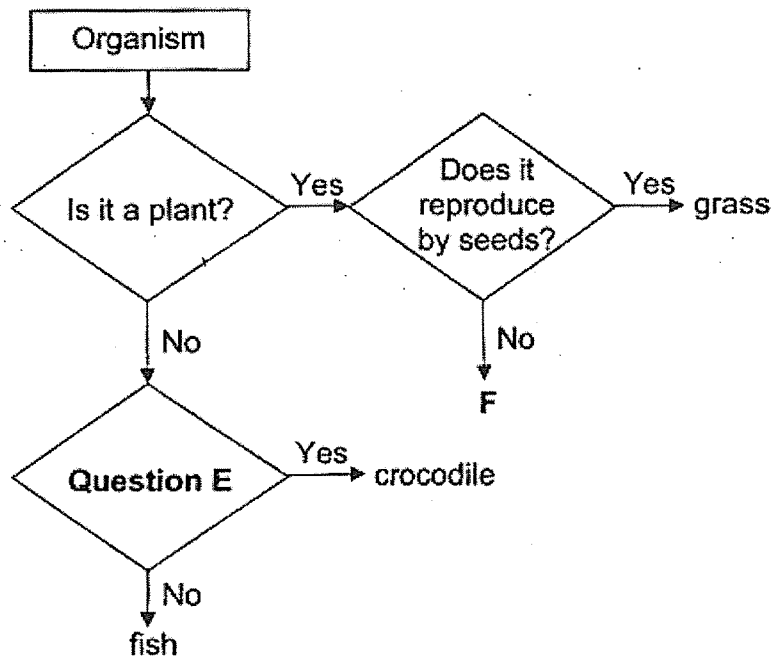 Organism
Is it a plant?
Yes
Does it
reproduce
by seeds?
Yes
grass
No
No
F
Question E
Yes
crocodile
No
fish